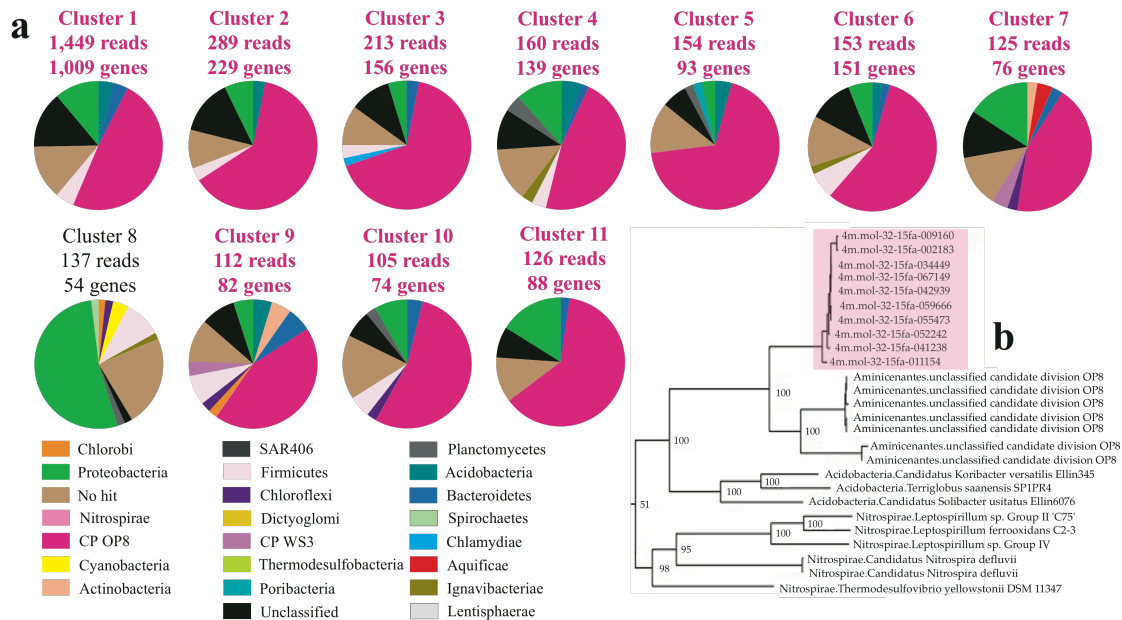 a
Cluster 1
1,449 reads
1,009 genes
Cluster 2
289 reads
229 genes
Cluster 3
213 reads
156 genes
Cluster 4
160 reads
139 genes
Cluster 5
154 reads
93 genes
Cluster 6
153 reads
151 genes
Cluster 7
125 reads
76 genes
Cluster 8
137 reads
54 genes
Cluster 9
112 reads
82 genes
Cluster 10
105 reads
74 genes
Cluster 11
126 reads
88 genes
Chlorobi
Proteobacteria
No hit
Nitrospirae
CP OP8
Cyanobacteria
Actinobacteria
SAR406
Firmicutes
Chloroflexi
Dictyoglomi
CP WS3
Thermodesulfobacteria
Poribacteria
Unclassified
Planctomycetes
Acidobacteria
Bacteroidetes
Spirochaetes
Chlamydiae
Aquificae
Ignavibacteriae
Lentisphaerae
b
4m.mol-32-15fa-009160
4m.mol-32-15fa-002183
4m.mol-32-15fa-034449
4m.mol-32-15fa-067149
4m.mol-32-15fa-042939
4m.mol-32-15fa-059666
4m.mol-32-15fa-055473
4m.mol-32-15fa-052242
4m.mol-32-15fa-041238
4m.mol-32-15fa-011154
Aminicenantes.unclassified candidate division OP8
Aminicenantes.unclassified candidate division OP8
Aminicenantes.unclassified candidate division OP8
Aminicenantes.unclassified candidate division OP8
Aminicenantes.unclassified candidate division OP8
Aminicenantes.unclassified candidate division OP8
Aminicenantes.unclassified candidate division OP8
Acidobacteria.Candidatus Koribacter versatilis Ellin345
Acidobacteria.Terriglobus saanensis SP1PR4
Acidobacteria.Candidatus Solibacter usitatus Ellin6076
Nitrospirae.Leptospirillum sp. Group II 'C75'
Nitrospirae.Leptospirillum ferrooxidans C2-3
Nitrospirae.Leptospirillum sp. Group IV
Nitrospirae.Candidatus Nitrospira defluvii
Nitrospirae.Candidatus Nitrospira defluvii
Nitrospirae.Thermodesulfovibrio yellowstonii DSM 11347
100
100
100
100
100
51
100
100
95
98